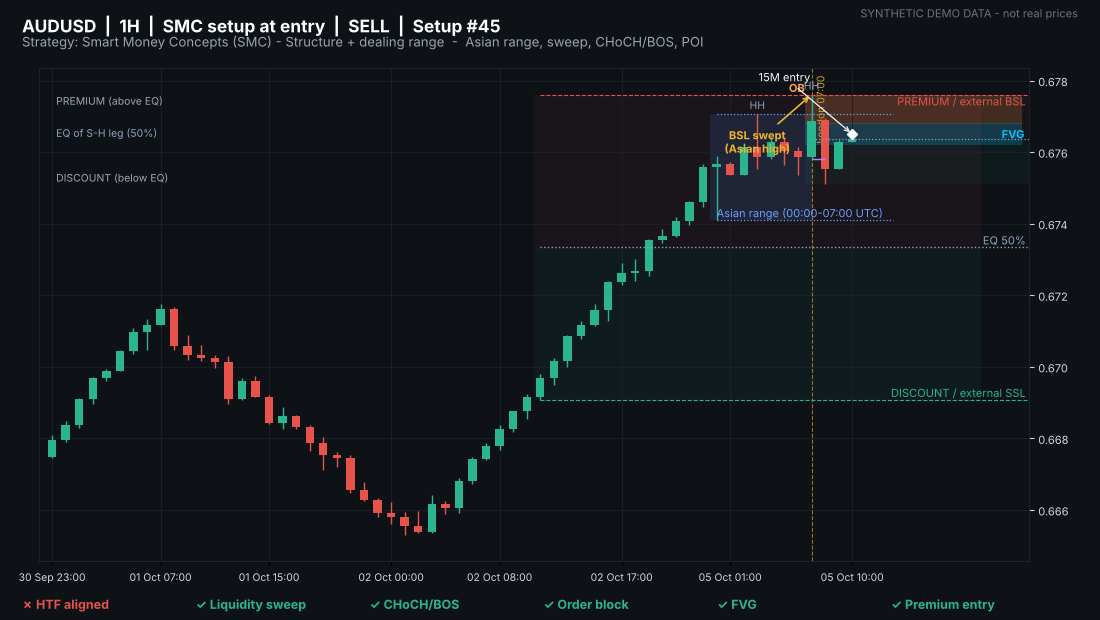 SYNTHETIC DEMO DATA - not real prices
AUDUSD | 1H | SMC setup at entry | SELL | Setup #45
Strategy: Smart Money Concepts (SMC) - Structure + dealing range - Asian range, sweep, CHoCH/BOS, POI
15M entry
0.678
OB
HH
PREMIUM (above EQ)
HH
PREMIUM / external BSL
London 07:00
EQ of S-H leg (50%)
BSL swept
(Asian high)
FVG
0.676
DISCOUNT (below EQ)
Asian range (00:00-07:00 UTC)
0.674
EQ 50%
0.672
0.670
DISCOUNT / external SSL
0.668
0.666
30 Sep 23:00
01 Oct 07:00
01 Oct 15:00
02 Oct 00:00
02 Oct 08:00
02 Oct 17:00
05 Oct 01:00
05 Oct 10:00
× HTF aligned
✓ Liquidity sweep
✓ CHoCH/BOS
✓ Order block
✓ FVG
✓ Premium entry